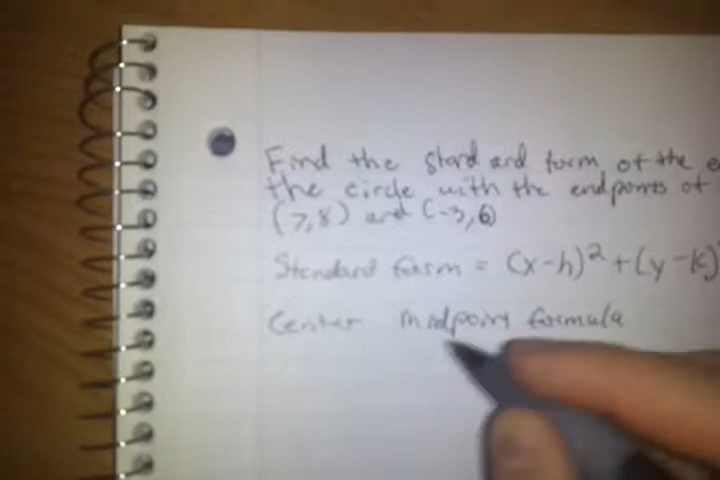 Find the standard form of the e
the circle with the endpoints of
(7,8) and (-3,6)
Standard form = (x-h)² + (y-k)
Center midpoint formula